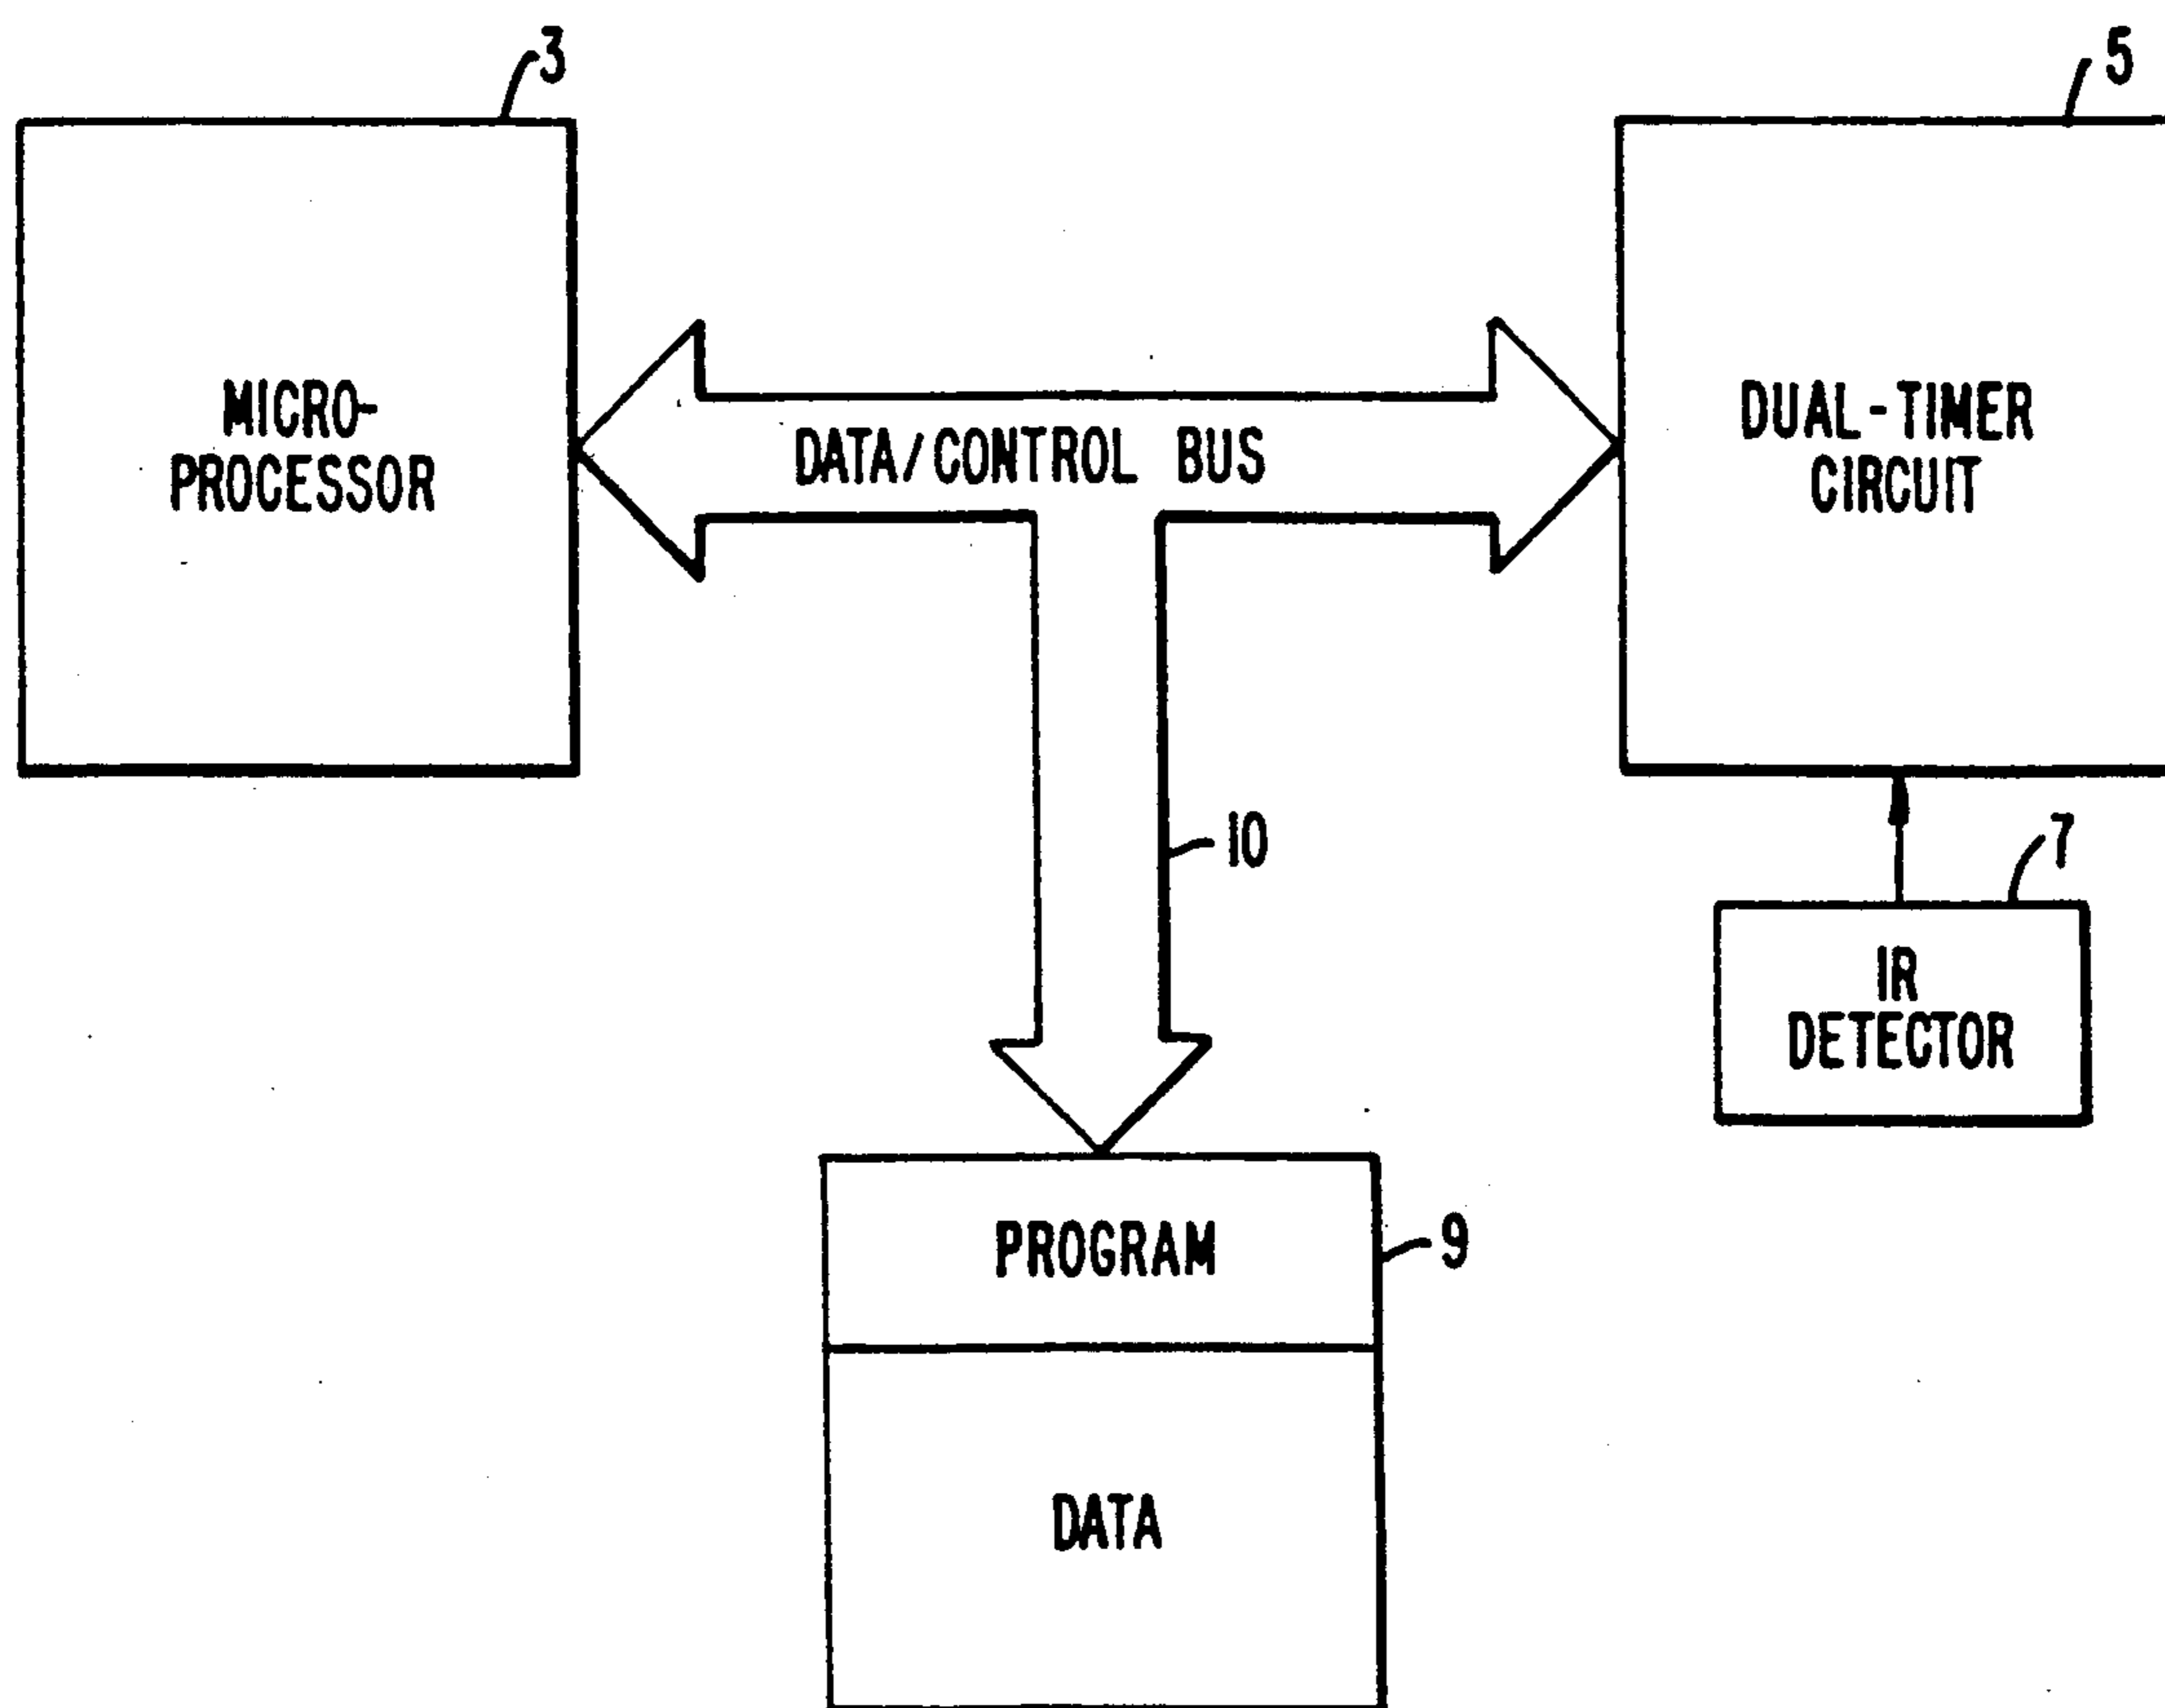 3
5
MICRO-
PROCESSOR
DATA/CONTROL BUS
DUAL-TIMER
CIRCUIT
10
7
IR
DETECTOR
PROGRAM
9
DATA